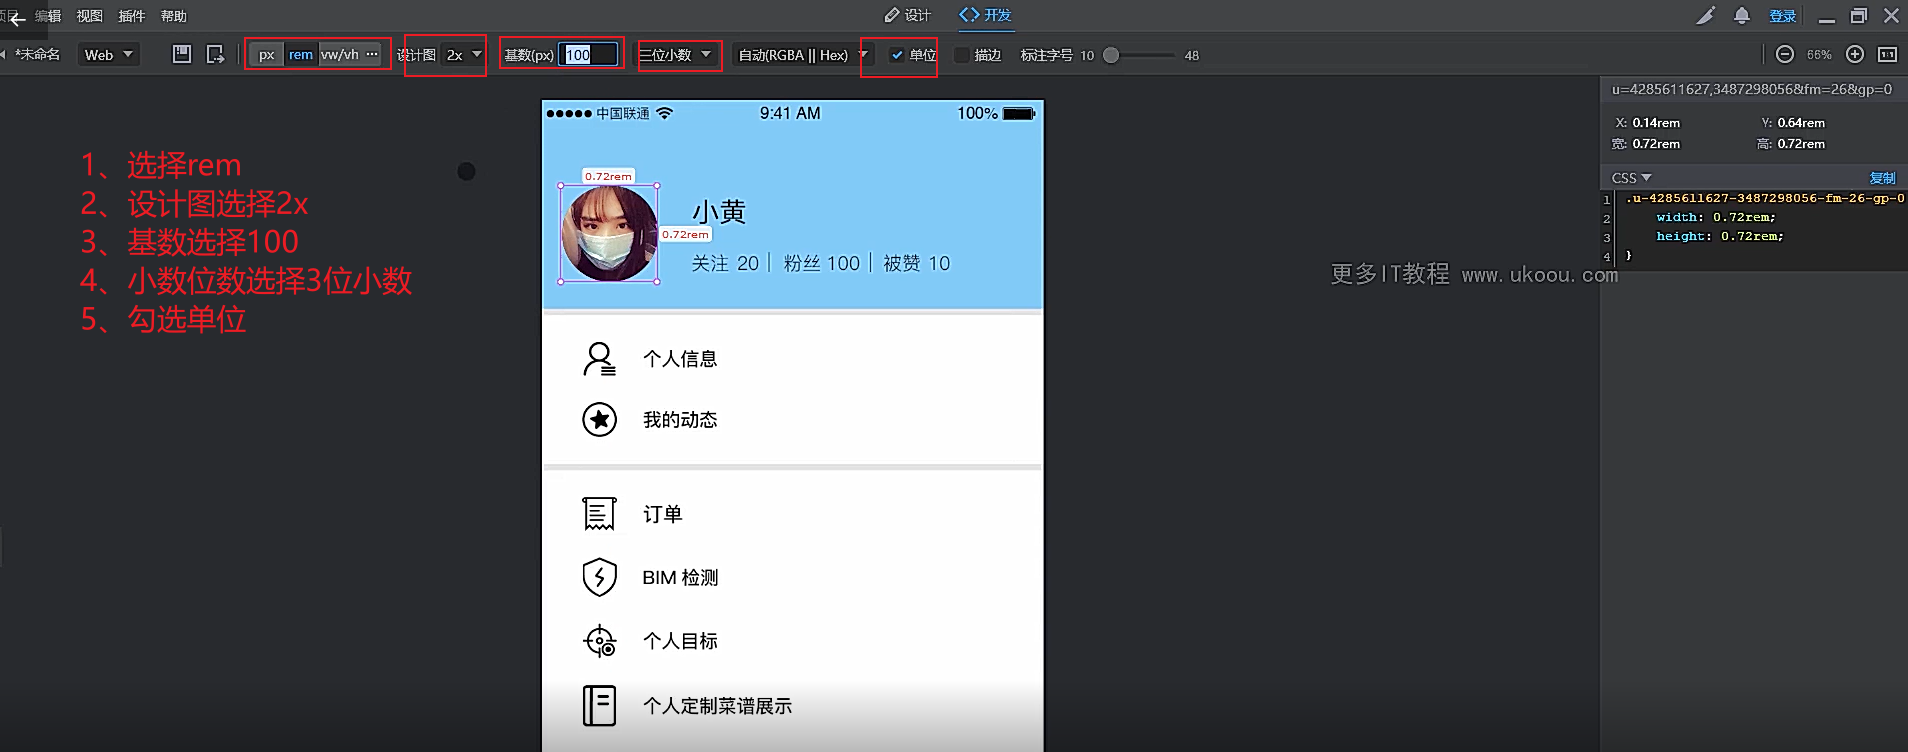 编辑 视图 插件 帮助 设计 开发 登录
*未命名 Web px rem vw/vh ··· 设计图 2x 基数(px) 100 三位小数 自动(RGBA || Hex) 单位 描边 标注字号 10 48 66%
u=4285611627,3487298056&fm=26&gp=0
X: 0.14rem Y: 0.64rem
宽: 0.72rem 高: 0.72rem
CSS 复制
1 .u-4285611627-3487298056-fm-26-gp-0
2 width: 0.72rem;
3 height: 0.72rem;
4 }
1、选择rem
2、设计图选择2x
3、基数选择100
4、小数位数选择3位小数
5、勾选单位
中国联通 9:41 AM 100%
0.72rem
小黄
0.72rem
关注 20 | 粉丝 100 | 被赞 10
更多IT教程 www.ukoou.com
个人信息
我的动态
订单
BIM 检测
个人目标
个人定制菜谱展示